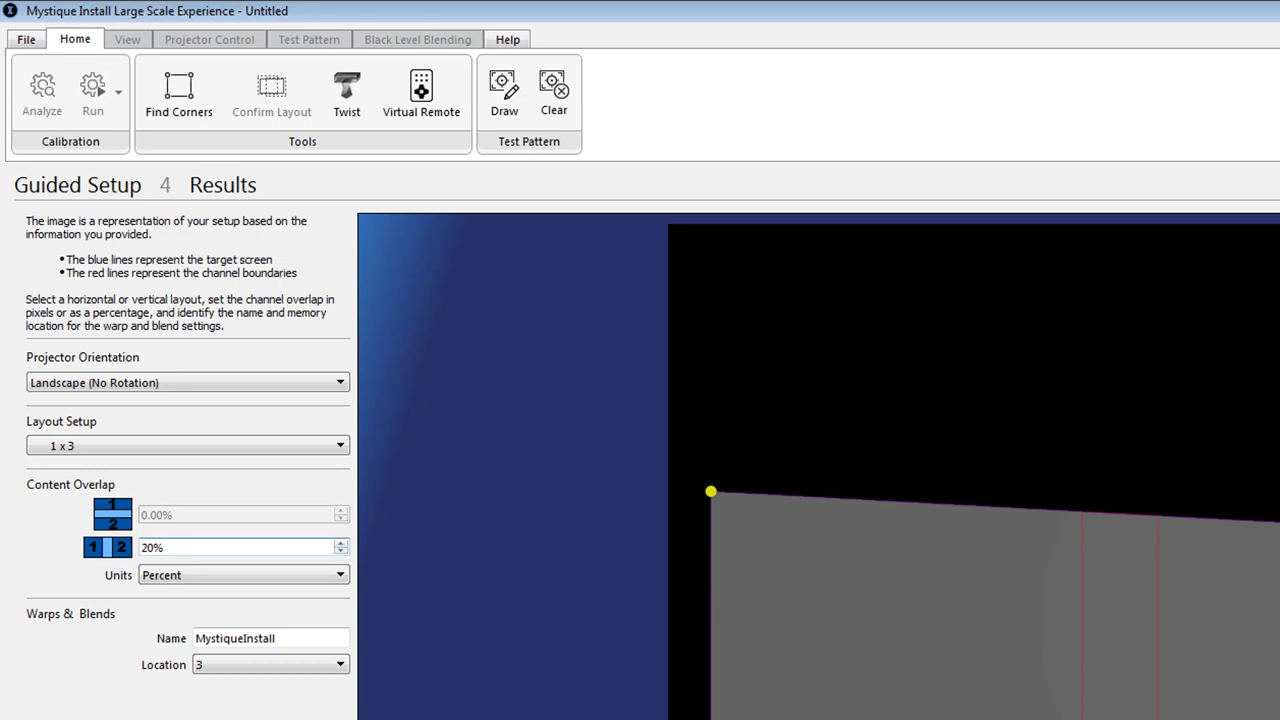 Mystique Install Large Scale Experience - Untitled
File Home View Projector Control Test Pattern Black Level Blending Help
Analyze Run Find Corners Confirm Layout Twist Virtual Remote Draw Clear
Calibration Tools Test Pattern
Guided Setup 4 Results
The image is a representation of your setup based on the
information you provided.
•The blue lines represent the target screen
•The red lines represent the channel boundaries
Select a horizontal or vertical layout, set the channel overlap in
pixels or as a percentage, and identify the name and memory
location for the warp and blend settings.
Projector Orientation
Landscape (No Rotation)
Layout Setup
1 x 3
Content Overlap
1
2
0.00%
1 2
20%
Units Percent
Warps & Blends
Name MystiqueInstall
Location 3